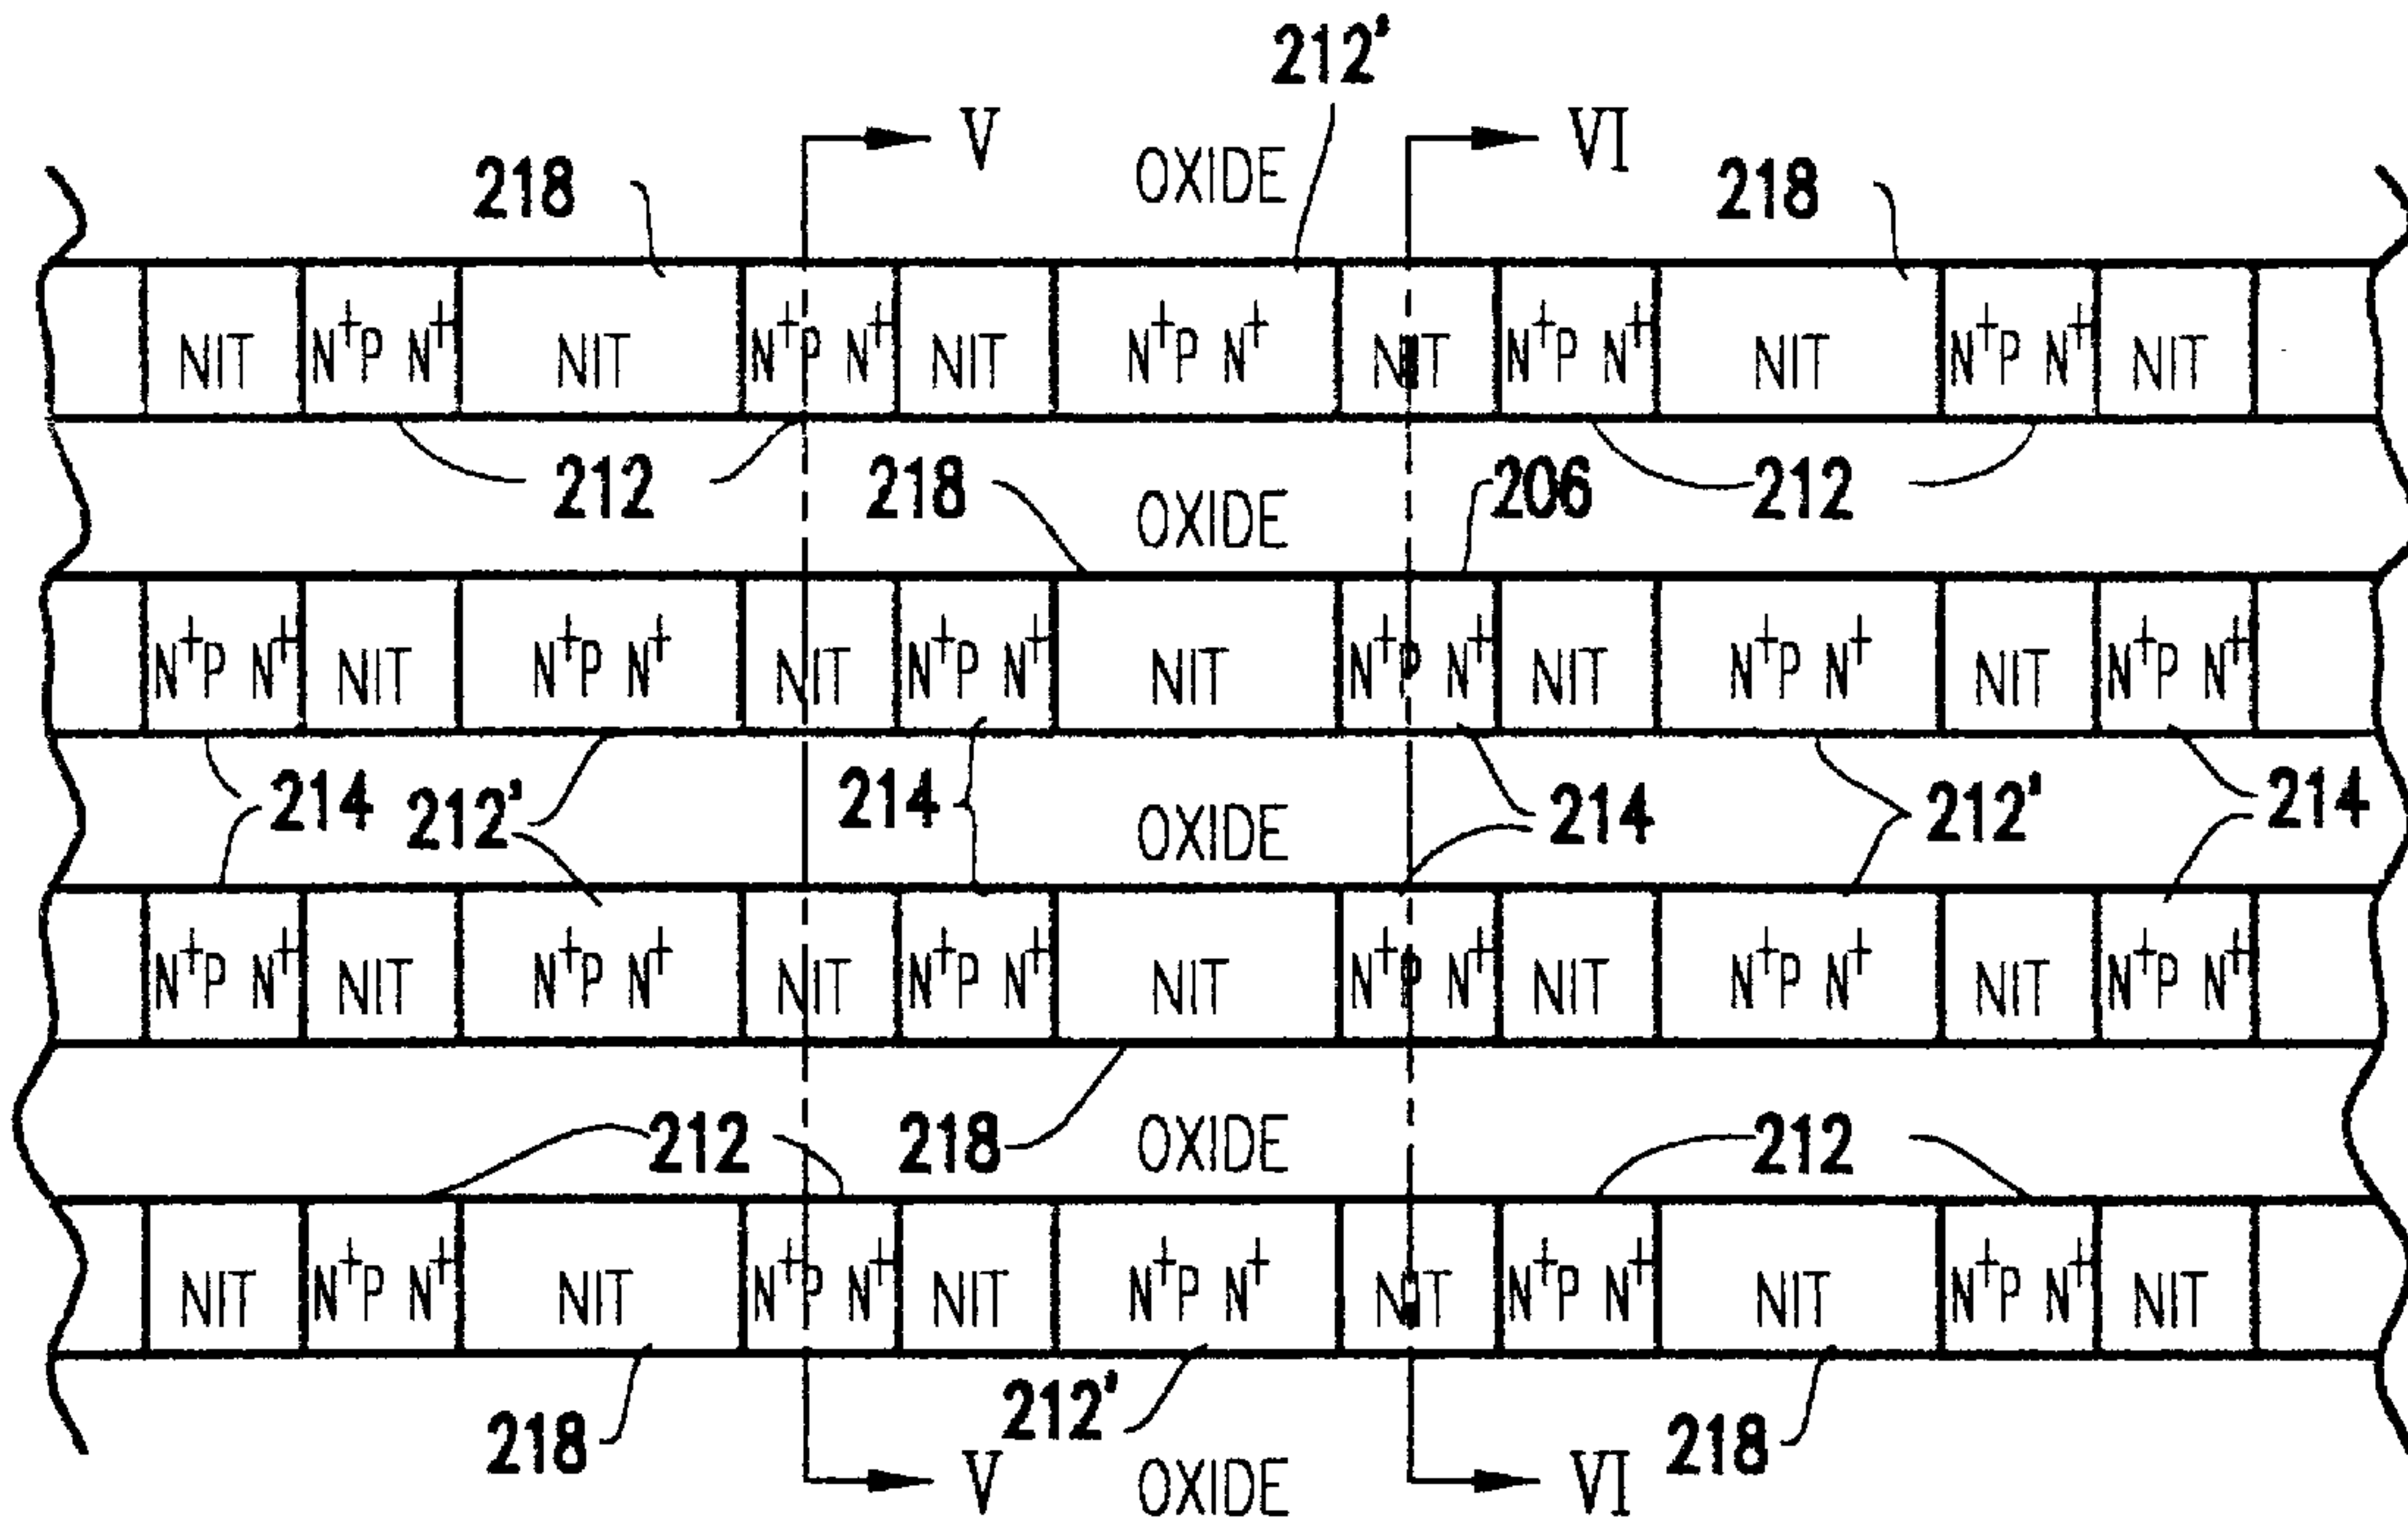 212'
V OXIDE VI
218 218
NIT N⁺P N⁺ NIT N⁺P N⁺ NIT N⁺P N⁺ NIT N⁺P N⁺ NIT N⁺P N⁺ NIT
212 218 OXIDE 206 212
N⁺P N⁺ NIT N⁺P N⁺ NIT N⁺P N⁺ NIT N⁺P N⁺ NIT N⁺P N⁺ NIT N⁺P N⁺
214 212' 214 OXIDE 214 212' 214
N⁺P N⁺ NIT N⁺P N⁺ NIT N⁺P N⁺ NIT N⁺P N⁺ NIT N⁺P N⁺ NIT N⁺P N⁺
212 218 OXIDE 212
NIT N⁺P N⁺ NIT N⁺P N⁺ NIT N⁺P N⁺ NIT N⁺P N⁺ NIT N⁺P N⁺ NIT
218 212' 218
V OXIDE VI